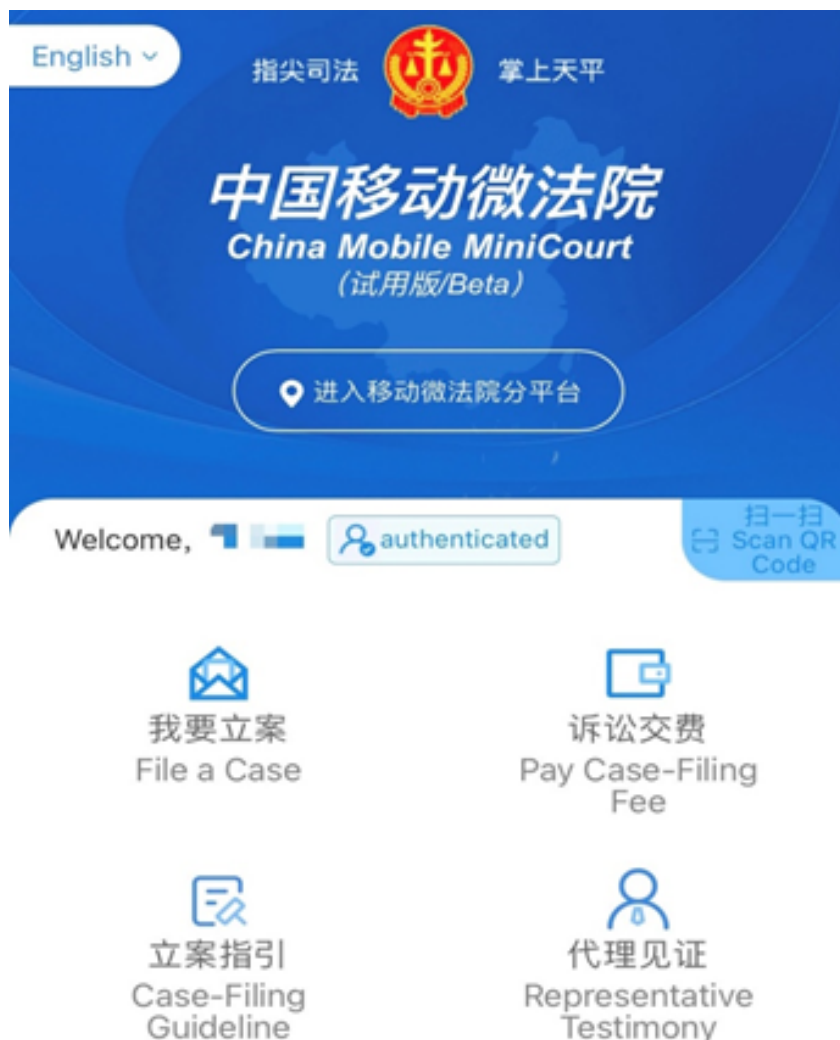 English
指尖司法 掌上天平
中国移动微法院
China Mobile MiniCourt
(试用版/Beta)
进入移动微法院分平台
Welcome,
authenticated
扫一扫
Scan QR
Code
我要立案
File a Case
诉讼交费
Pay Case-Filing
Fee
立案指引
Case-Filing
Guideline
代理见证
Representative
Testimony